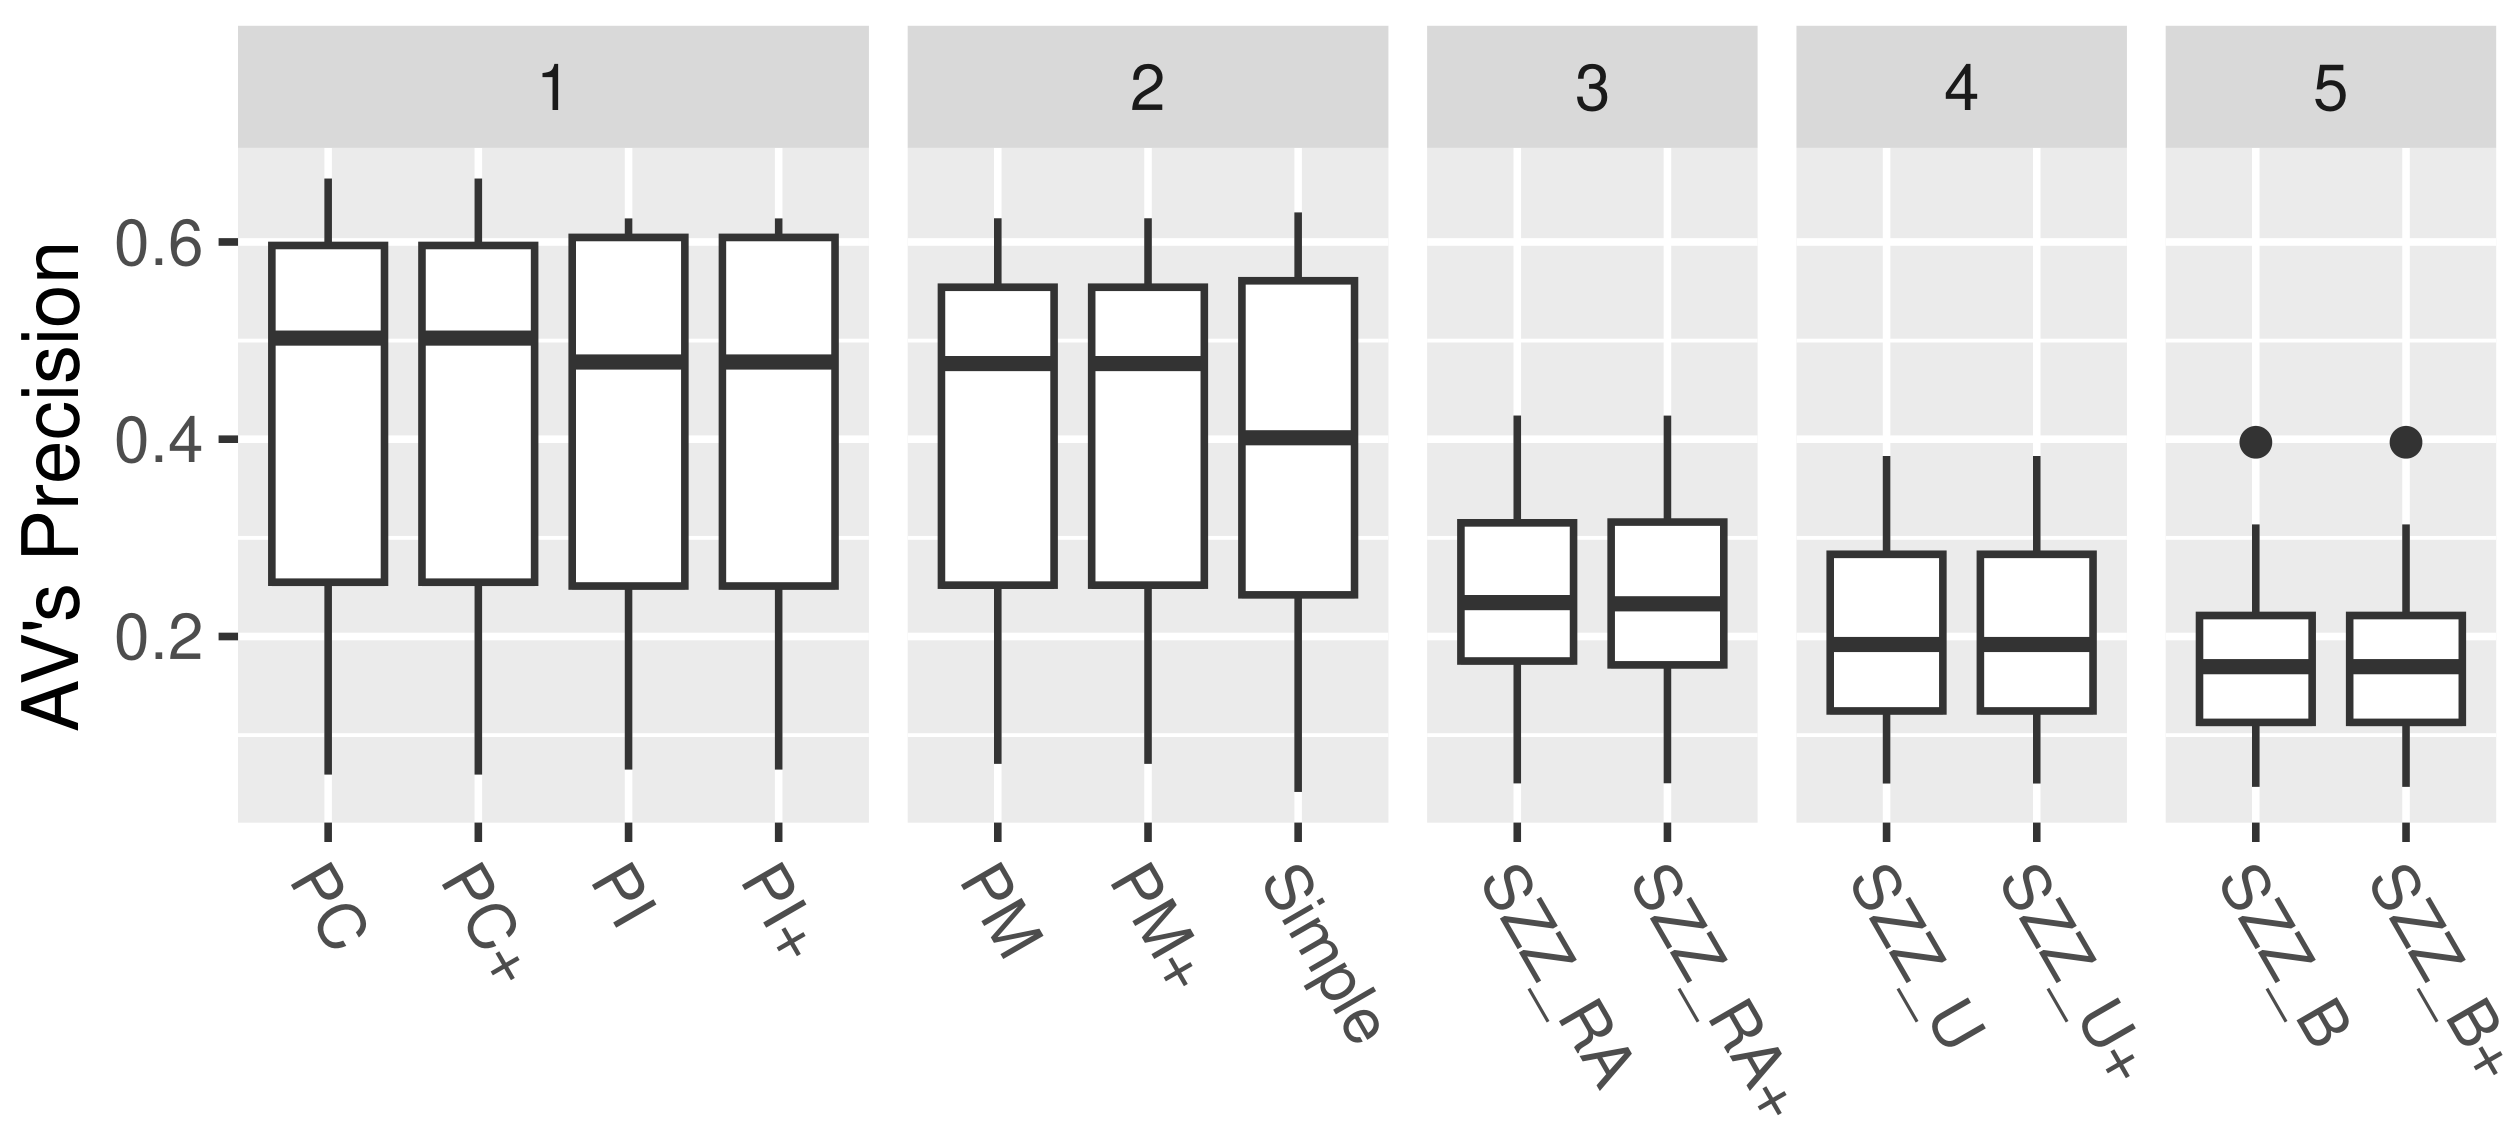 1 2 3 4 5
AV's Precision
0.6
0.4
0.2
PC PC+ PI PI+ PM PM+ Simple SZZ_RA SZZ_RA+ SZZ_U SZZ_U+ SZZ_B SZZ_B+